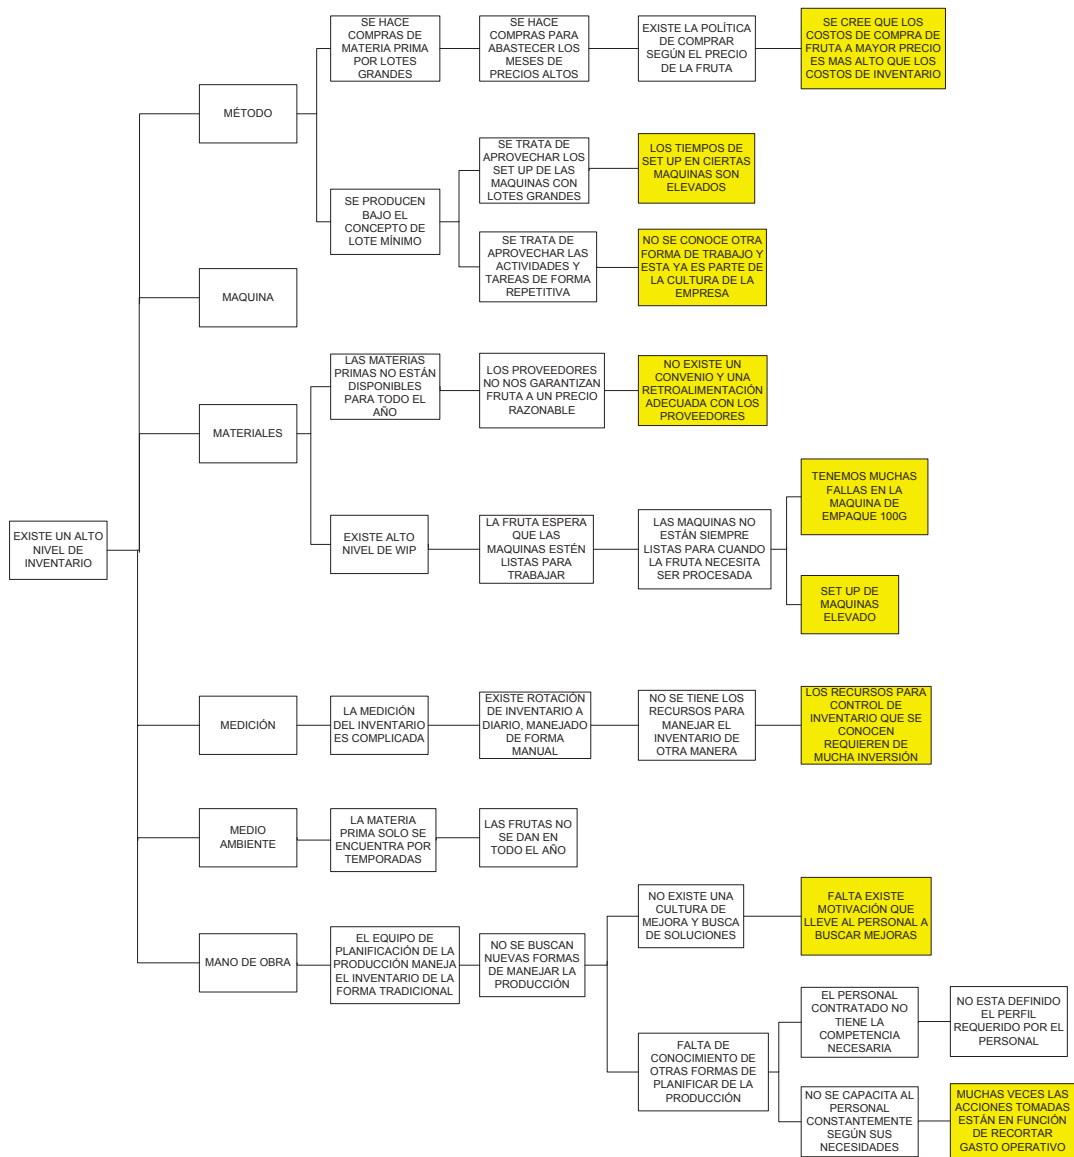 SE HACE
COMPRAS DE
MATERIA PRIMA
POR LOTES
GRANDES
SE HACE
COMPRAS PARA
ABASTECER LOS
MESES DE
PRECIOS ALTOS
EXISTE LA POLÍTICA
DE COMPRAR
SEGÚN EL PRECIO
DE LA FRUTA
SE CREE QUE LOS
COSTOS DE COMPRA DE
FRUTA A MAYOR PRECIO
ES MAS ALTO QUE LOS
COSTOS DE INVENTARIO
MÉTODO
SE TRATA DE
APROVECHAR LOS
SET UP DE LAS
MAQUINAS CON
LOTES GRANDES
LOS TIEMPOS DE
SET UP EN CIERTAS
MAQUINAS SON
ELEVADOS
SE PRODUCEN
BAJO EL
CONCEPTO DE
LOTE MÍNIMO
SE TRATA DE
APROVECHAR LAS
ACTIVIDADES Y
TAREAS DE FORMA
REPETITIVA
NO SE CONOCE OTRA
FORMA DE TRABAJO Y
ESTA YA ES PARTE DE
LA CULTURA DE LA
EMPRESA
MAQUINA
LAS MATERIAS
PRIMAS NO ESTÁN
DISPONIBLES
PARA TODO EL
AÑO
LOS PROVEEDORES
NO NOS GARANTIZAN
FRUTA A UN PRECIO
RAZONABLE
NO EXISTE UN
CONVENIO Y UNA
RETROALIMENTACIÓN
ADECUADA CON LOS
PROVEEDORES
MATERIALES
EXISTE UN ALTO
NIVEL DE
INVENTARIO
EXISTE ALTO
NIVEL DE WIP
LA FRUTA ESPERA
QUE LAS
MAQUINAS ESTÉN
LISTAS PARA
TRABAJAR
LAS MAQUINAS NO
ESTÁN SIEMPRE
LISTAS PARA CUANDO
LA FRUTA NECESITA
SER PROCESADA
TENEMOS MUCHAS
FALLAS EN LA
MAQUINA DE
EMPAQUE 100G
SET UP DE
MAQUINAS
ELEVADO
MEDICIÓN
LA MEDICIÓN
DEL INVENTARIO
ES COMPLICADA
EXISTE ROTACIÓN
DE INVENTARIO A
DIARIO, MANEJADO
DE FORMA
MANUAL
NO SE TIENE LOS
RECURSOS PARA
MANEJAR EL
INVENTARIO DE
OTRA MANERA
LOS RECURSOS PARA
CONTROL DE
INVENTARIO QUE SE
CONOCEN
REQUIEREN DE
MUCHA INVERSIÓN
MEDIO
AMBIENTE
LA MATERIA
PRIMA SOLO SE
ENCUENTRA POR
TEMPORADAS
LAS FRUTAS NO
SE DAN EN
TODO EL AÑO
MANO DE OBRA
EL EQUIPO DE
PLANIFICACIÓN DE LA
PRODUCCIÓN MANEJA
EL INVENTARIO DE LA
FORMA TRADICIONAL
NO SE BUSCAN
NUEVAS FORMAS
DE MANEJAR LA
PRODUCCIÓN
NO EXISTE UNA
CULTURA DE
MEJORA Y BUSCA
DE SOLUCIONES
FALTA EXISTE
MOTIVACIÓN QUE
LLEVE AL PERSONAL A
BUSCAR MEJORAS
FALTA DE
CONOCIMIENTO DE
OTRAS FORMAS DE
PLANIFICAR DE LA
PRODUCCIÓN
EL PERSONAL
CONTRATADO NO
TIENE LA
COMPETENCIA
NECESARIA
NO ESTA DEFINIDO
EL PERFIL
REQUERIDO POR EL
PERSONAL
NO SE CAPACITA AL
PERSONAL
CONSTANTEMENTE
SEGÚN SUS
NECESIDADES
MUCHAS VECES LAS
ACCIONES TOMADAS
ESTÁN EN FUNCIÓN
DE RECORTAR
GASTO OPERATIVO